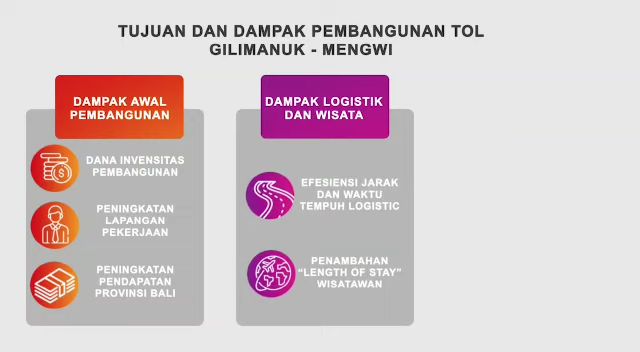 TUJUAN DAN DAMPAK PEMBANGUNAN TOL
GILIMANUK - MENGWI
DAMPAK AWAL
PEMBANGUNAN
DANA INVENSITAS
PEMBANGUNAN
PENINGKATAN
LAPANGAN
PEKERJAAN
PENINGKATAN
PENDAPATAN
PROVINSI BALI
DAMPAK LOGISTIK
DAN WISATA
EFESIENSI JARAK
DAN WAKTU
TEMPUH LOGISTIC
PENAMBAHAN
“LENGTH OF STAY”
WISATAWAN